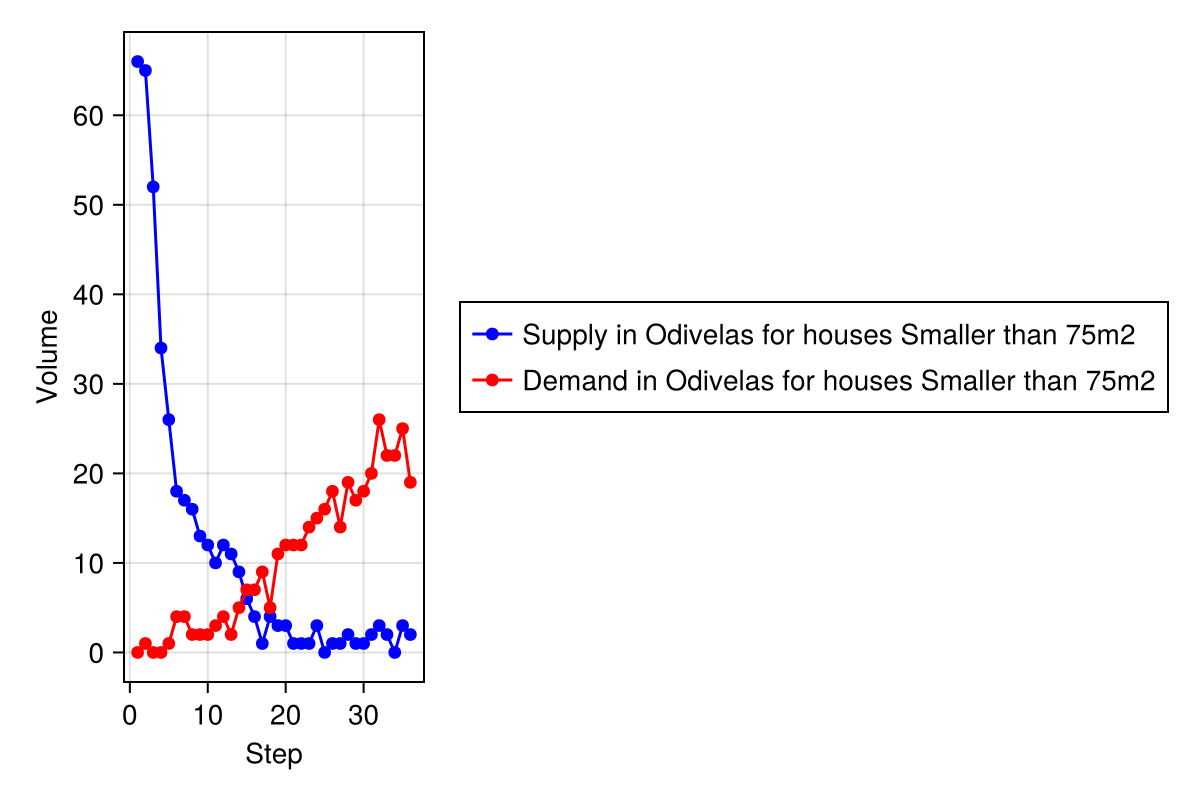 60
50
40
30
20
10
0
Volume
0 10 20 30
Step
Supply in Odivelas for houses Smaller than 75m2
Demand in Odivelas for houses Smaller than 75m2